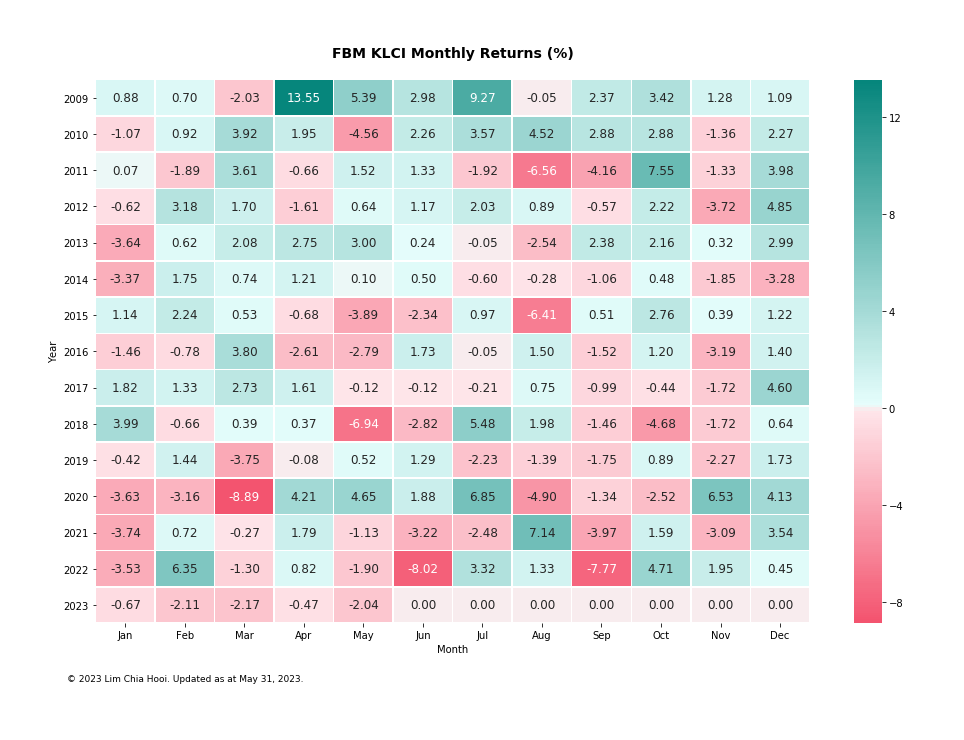 FBM KLCI Monthly Returns (%)
2009 0.88 0.70 -2.03 13.55 5.39 2.98 9.27 -0.05 2.37 3.42 1.28 1.09
2010 -1.07 0.92 3.92 1.95 -4.56 2.26 3.57 4.52 2.88 2.88 -1.36 2.27
2011 0.07 -1.89 3.61 -0.66 1.52 1.33 -1.92 -6.56 -4.16 7.55 -1.33 3.98
2012 -0.62 3.18 1.70 -1.61 0.64 1.17 2.03 0.89 -0.57 2.22 -3.72 4.85
2013 -3.64 0.62 2.08 2.75 3.00 0.24 -0.05 -2.54 2.38 2.16 0.32 2.99
2014 -3.37 1.75 0.74 1.21 0.10 0.50 -0.60 -0.28 -1.06 0.48 -1.85 -3.28
2015 1.14 2.24 0.53 -0.68 -3.89 -2.34 0.97 -6.41 0.51 2.76 0.39 1.22
2016 -1.46 -0.78 3.80 -2.61 -2.79 1.73 -0.05 1.50 -1.52 1.20 -3.19 1.40
2017 1.82 1.33 2.73 1.61 -0.12 -0.12 -0.21 0.75 -0.99 -0.44 -1.72 4.60
2018 3.99 -0.66 0.39 0.37 -6.94 -2.82 5.48 1.98 -1.46 -4.68 -1.72 0.64
2019 -0.42 1.44 -3.75 -0.08 0.52 1.29 -2.23 -1.39 -1.75 0.89 -2.27 1.73
2020 -3.63 -3.16 -8.89 4.21 4.65 1.88 6.85 -4.90 -1.34 -2.52 6.53 4.13
2021 -3.74 0.72 -0.27 1.79 -1.13 -3.22 -2.48 7.14 -3.97 1.59 -3.09 3.54
2022 -3.53 6.35 -1.30 0.82 -1.90 -8.02 3.32 1.33 -7.77 4.71 1.95 0.45
2023 -0.67 -2.11 -2.17 -0.47 -2.04 0.00 0.00 0.00 0.00 0.00 0.00 0.00
Jan Feb Mar Apr May Jun Jul Aug Sep Oct Nov Dec
Month
Year
12
8
4
0
−4
−8
© 2023 Lim Chia Hooi. Updated as at May 31, 2023.